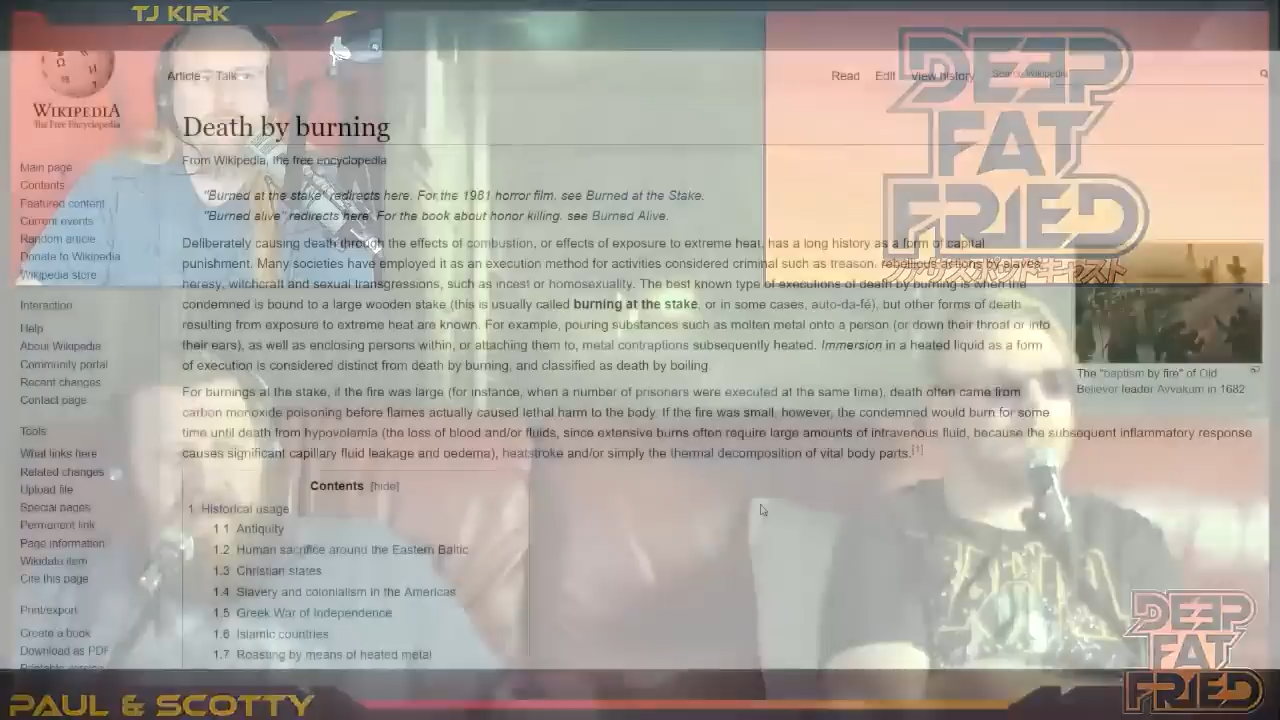 TJ KIRK
DEEP
FAT
FRIED
WIKIPEDIA
The Free Encyclopedia
Article Talk
Read Edit View history Search Wikipedia
Death by burning
From Wikipedia, the free encyclopedia
"Burned at the stake" redirects here. For the 1981 horror film, see Burned at the Stake.
"Burned alive" redirects here. For the book about honor killing, see Burned Alive.
Deliberately causing death through the effects of combustion, or effects of exposure to extreme heat, has a long history as a form of capital
punishment. Many societies have employed it as an execution method for activities considered criminal such as treason, rebellious actions by slaves,
heresy, witchcraft and sexual transgressions, such as incest or homosexuality. The best known type of executions of death by burning is when the
condemned is bound to a large wooden stake (this is usually called burning at the stake, or in some cases, auto-da-fé), but other forms of death
resulting from exposure to extreme heat are known. For example, pouring substances such as molten metal onto a person (or down their throat or into
their ears), as well as enclosing persons within, or attaching them to, metal contraptions subsequently heated. Immersion in a heated liquid as a form
of execution is considered distinct from death by burning, and classified as death by boiling.
For burnings at the stake, if the fire was large (for instance, when a number of prisoners were executed at the same time), death often came from
carbon monoxide poisoning before flames actually caused lethal harm to the body. If the fire was small, however, the condemned would burn for some
time until death from hypovolemia (the loss of blood and/or fluids, since extensive burns often require large amounts of intravenous fluid, because the subsequent inflammatory response
causes significant capillary fluid leakage and oedema), heatstroke and/or simply the thermal decomposition of vital body parts.[1]
The "baptism by fire" of Old
Believer leader Avvakum in 1682
Contents [hide]
1 Historical usage
1.1 Antiquity
1.2 Human sacrifice around the Eastern Baltic
1.3 Christian states
1.4 Slavery and colonialism in the Americas
1.5 Greek War of Independence
1.6 Islamic countries
1.7 Roasting by means of heated metal
Main page
Contents
Featured content
Current events
Random article
Donate to Wikipedia
Wikipedia store
Interaction
Help
About Wikipedia
Community portal
Recent changes
Contact page
Tools
What links here
Related changes
Upload file
Special pages
Permanent link
Page information
Wikidata item
Cite this page
Print/export
Create a book
Download as PDF
Printable version
PAUL & SCOTTY
DEEP
FAT
FRIED